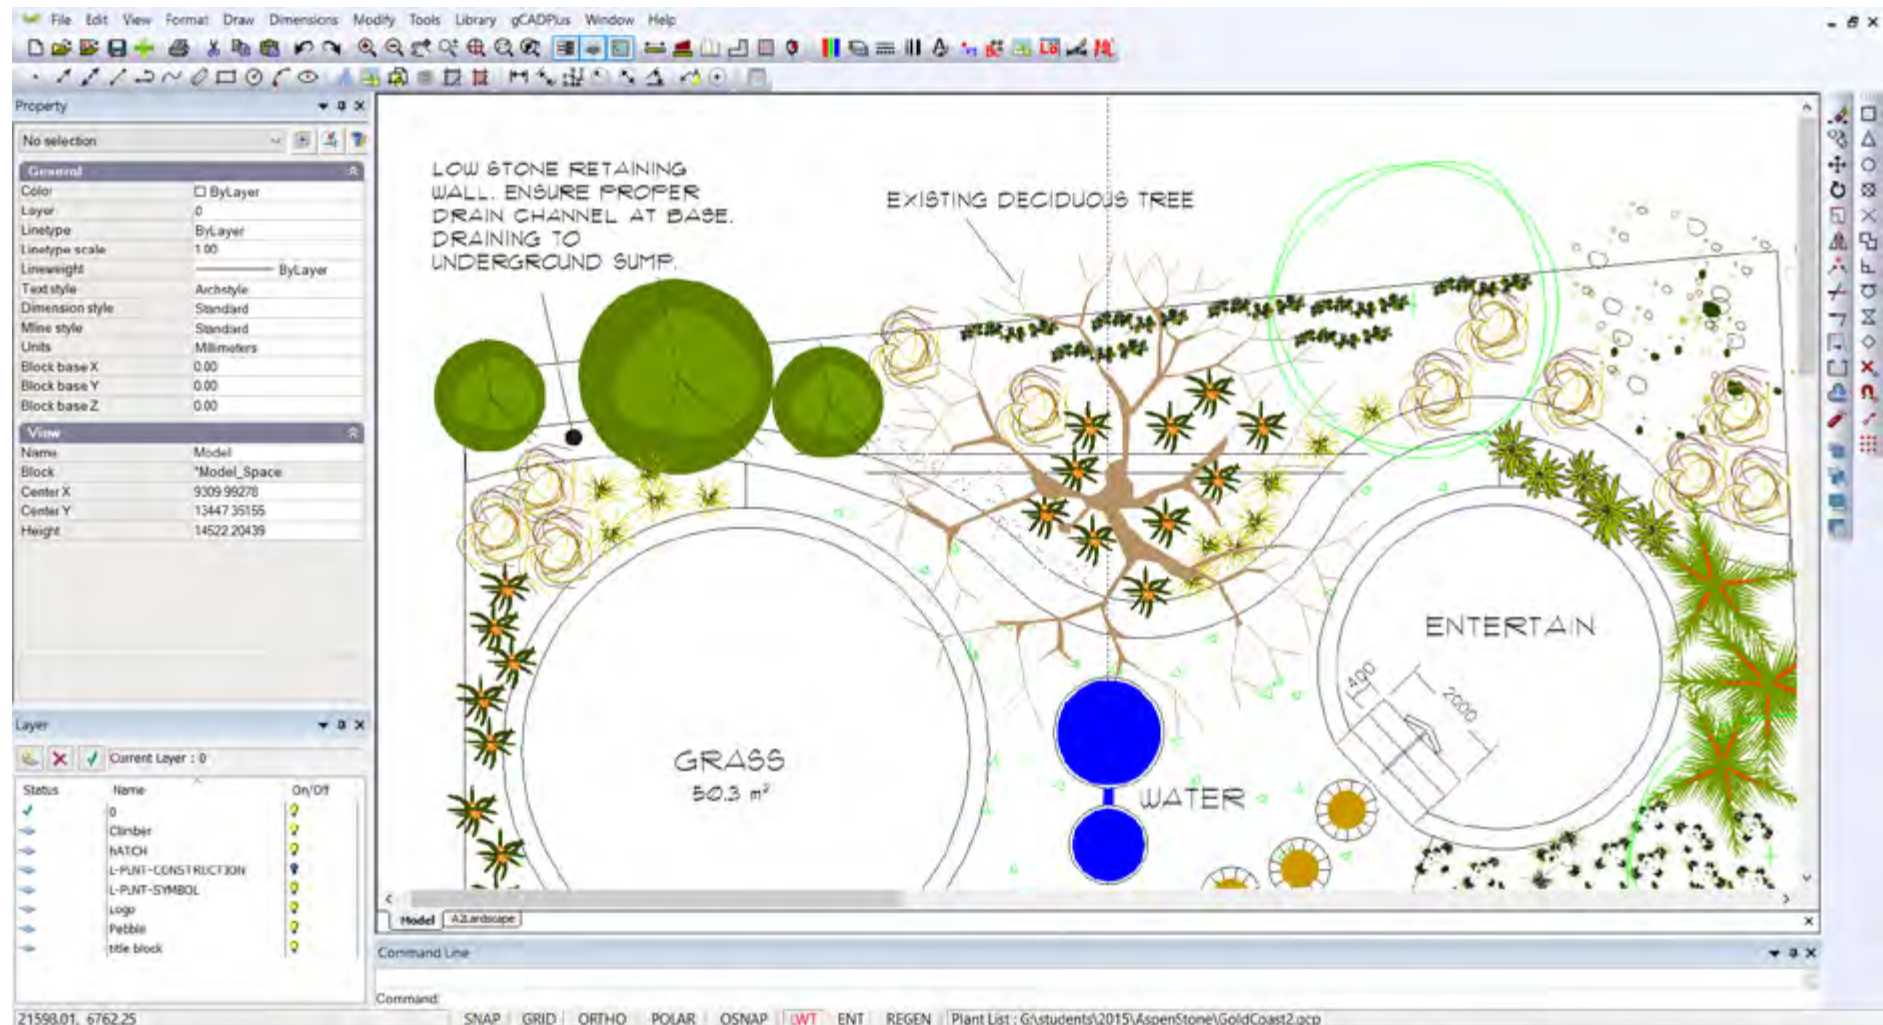 File Edit View Format Draw Dimensions Modify Tools Library gCADPlus Window Help
Property
No selection
General
Color ByLayer
Layer 0
Linetype ByLayer
Linetype scale 1.00
Lineweight ByLayer
Text style Archstyle
Dimension style Standard
Mline style Standard
Units Millimeters
Block base X 0.00
Block base Y 0.00
Block base Z 0.00
View
Name Model
Block *Model_Space
Center X 9309.99278
Center Y 13447.35155
Height 14522.20439
Layer
Current Layer : 0
Status Name On/Off
0
Climber
hATCH
L-PLNT-CONSTRUCTION
L-PLNT-SYMBOL
Logo
Pebble
title block
LOW STONE RETAINING
WALL. ENSURE PROPER
DRAIN CHANNEL AT BASE.
DRAINING TO
UNDERGROUND SUMP.
EXISTING DECIDUOUS TREE
ENTERTAIN
400
2000
GRASS
50.3 m²
WATER
Model A2Landscape
Command Line
Command:
21598.01, 6762.25 SNAP GRID ORTHO POLAR OSNAP LWT ENT REGEN Plant List : G:\students\2015\AspenStone\GoldCoast2.gcp